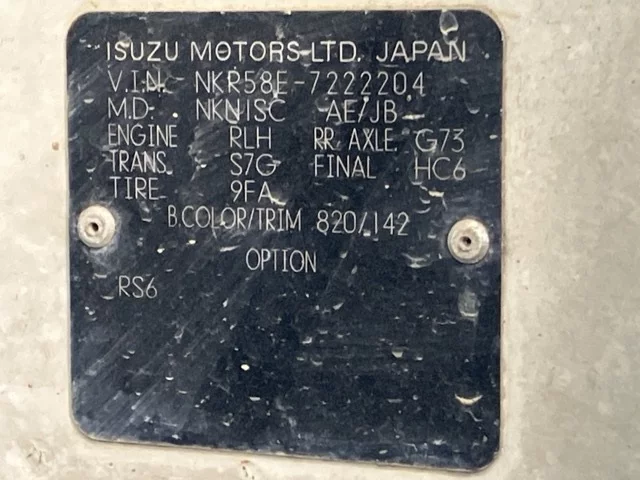 ISUZU MOTORS LTD. JAPAN
V.I.N. NKR58E-7222204
M.D. NKN1SC AE/JB
ENGINE RLH RR. AXLE G73
TRANS. S7G FINAL HC6
TIRE 9FA
B.COLOR/TRIM 820/142
OPTION
RS6